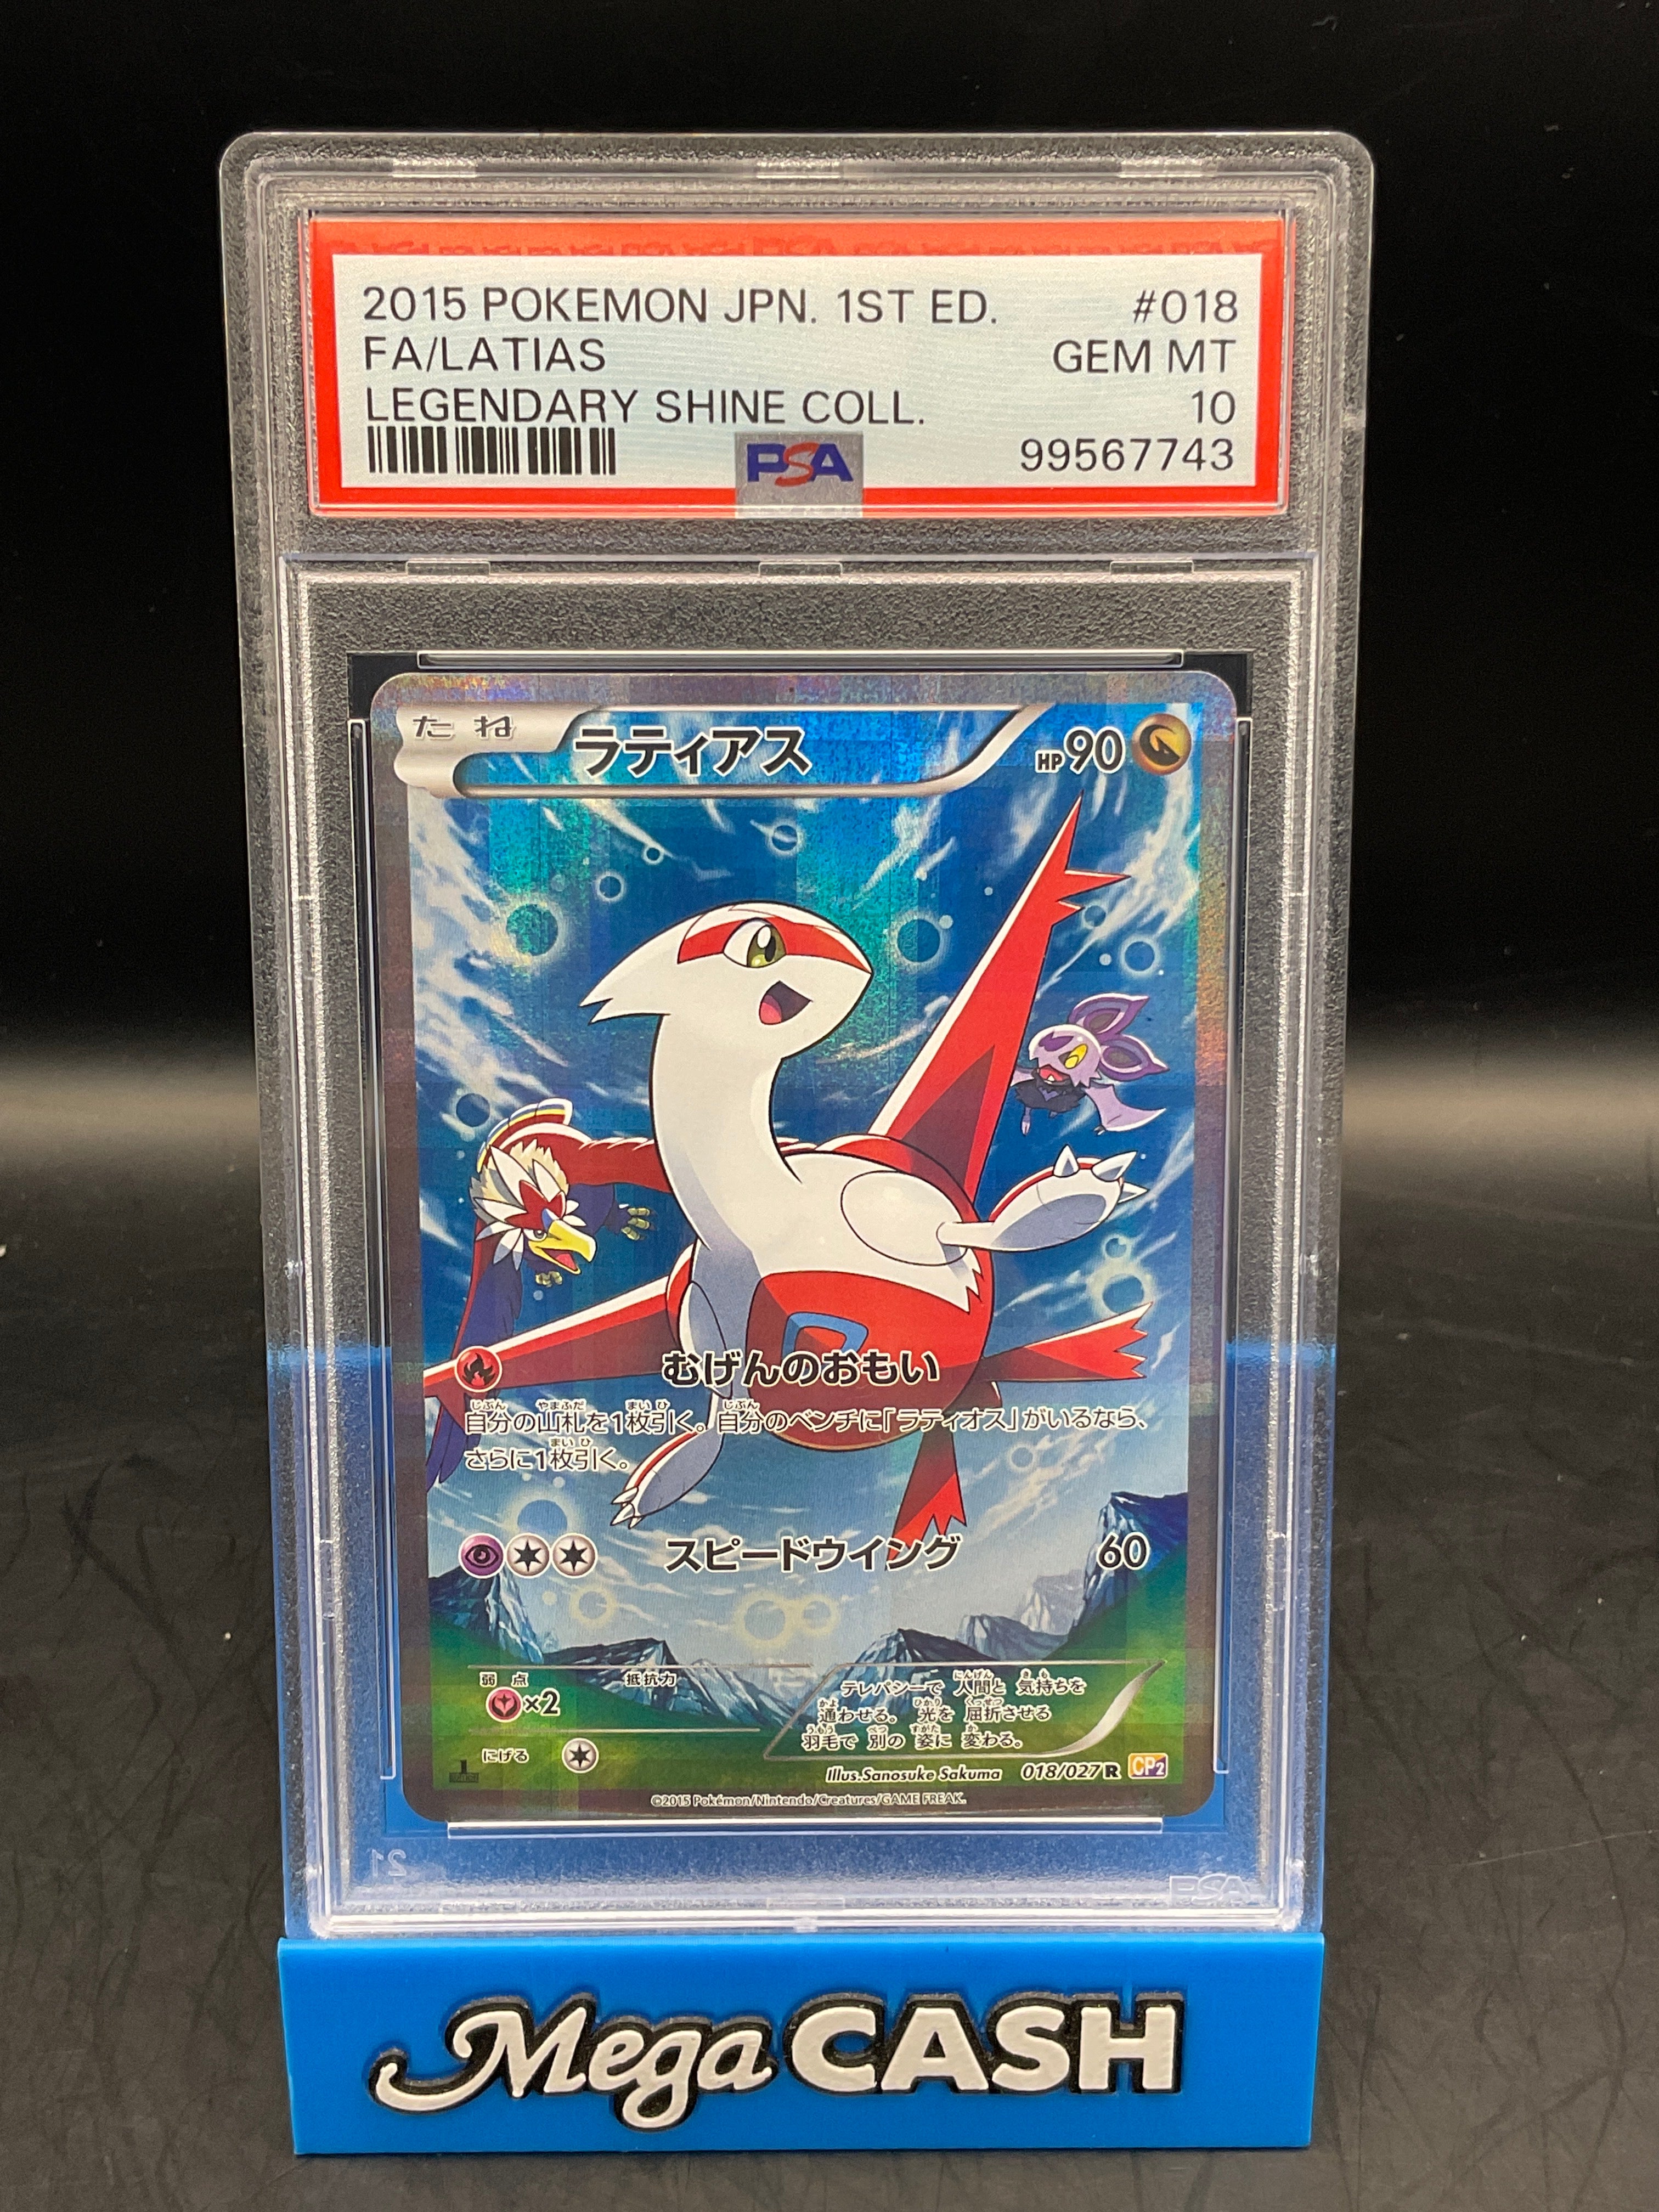 2015 POKEMON JPN. 1ST ED. #018
FA/LATIAS GEM MT
LEGENDARY SHINE COLL. 10
PSA 99567743
たね ラティアス HP90
むげんのおもい
自分の山札を1枚引く。自分のベンチに「ラティオス」がいるなら、
さらに1枚引く。
スピードウイング 60
弱点 抵抗力
×2
にげる
テレパシーで 人間と 気持ちを
通わせる。 光を 屈折させる
羽毛で 別の 姿に 変わる。
Illus.Sanosuke Sakuma 018/027 R CP2
©2015 Pokémon/Nintendo/Creatures/GAME FREAK.
PSA
Mega CASH